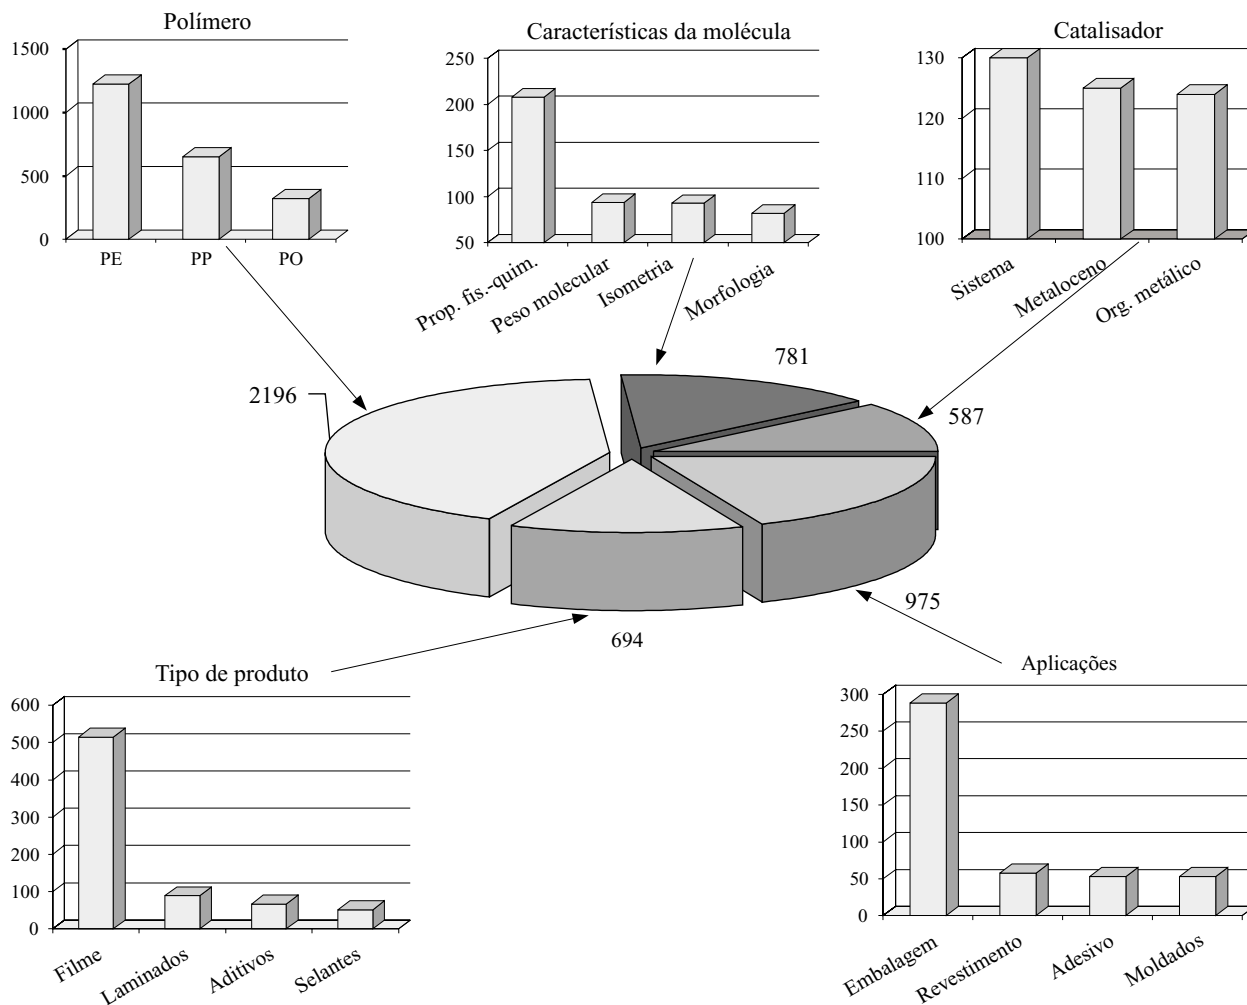 Polímero
1500
1000
500
0
PE PP PO
Características da molécula
250
200
150
100
50
Prop. fis.-quim.
Peso molecular
Isometria
Morfologia
Catalisador
130
120
110
100
Sistema
Metaloceno
Org. metálico
2196
781
587
975
694
Tipo de produto
600
500
400
300
200
100
0
Filme
Laminados
Aditivos
Selantes
Aplicações
300
250
200
150
100
50
0
Embalagem
Revestimento
Adesivo
Moldados